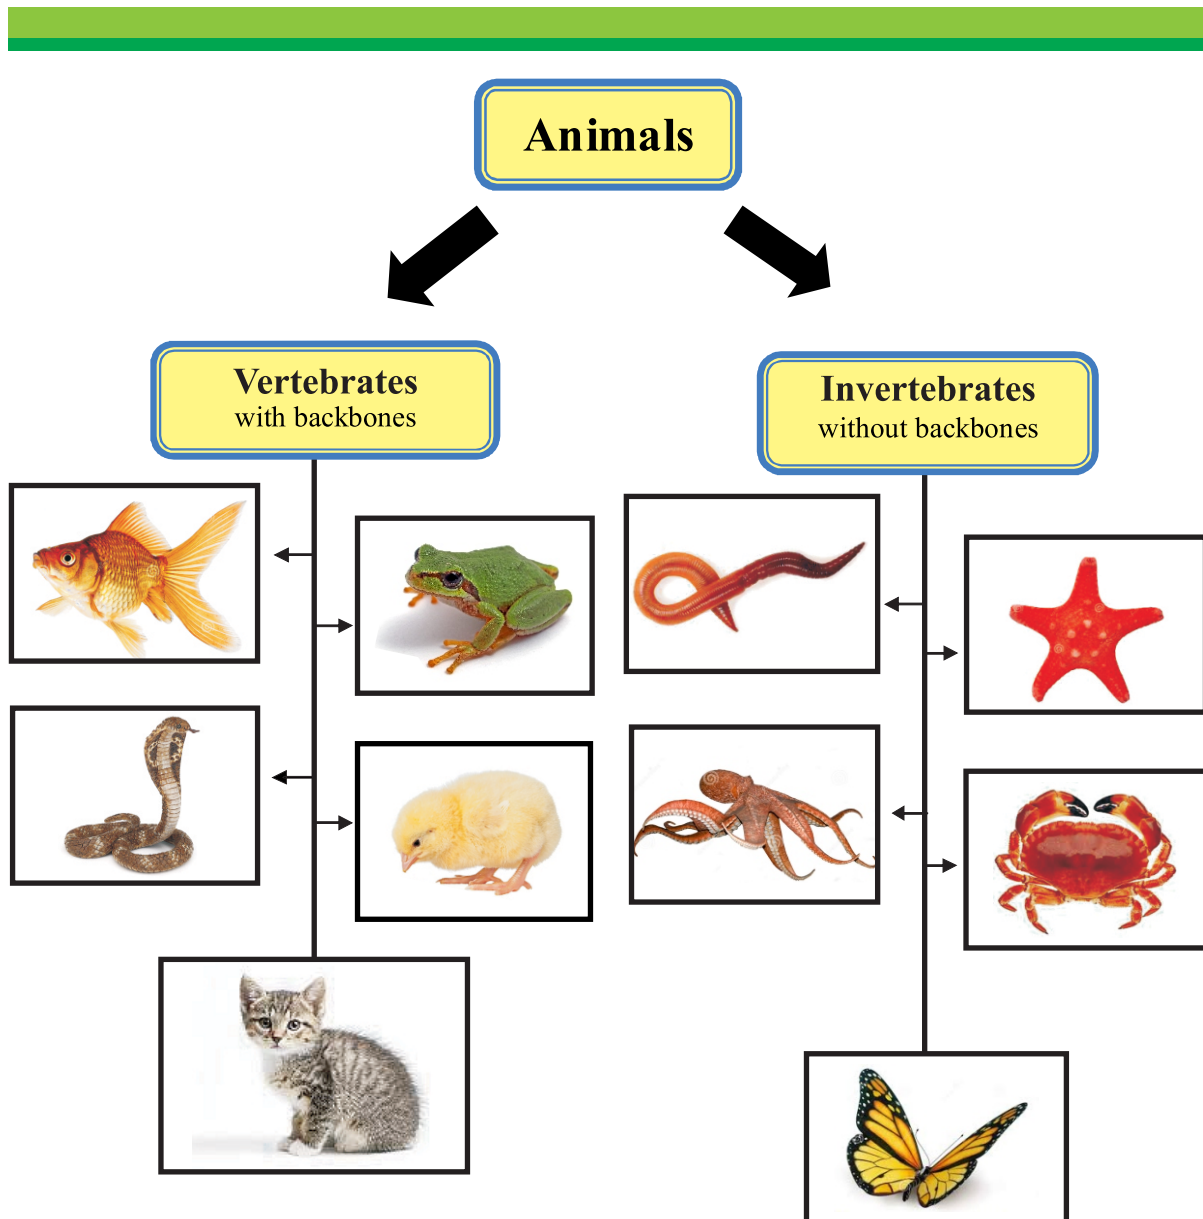 Animals
Vertebrates
with backbones
Invertebrates
without backbones